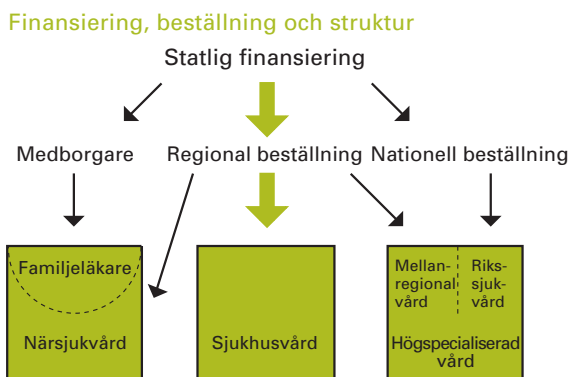 Finansiering, beställning och struktur
Statlig finansiering
Medborgare
Regional beställning
Nationell beställning
Familjeläkare
Närsjukvård
Sjukhusvård
Mellan-
regional
vård
Riks-
sjuk-
vård
Högspecialiserad
vård